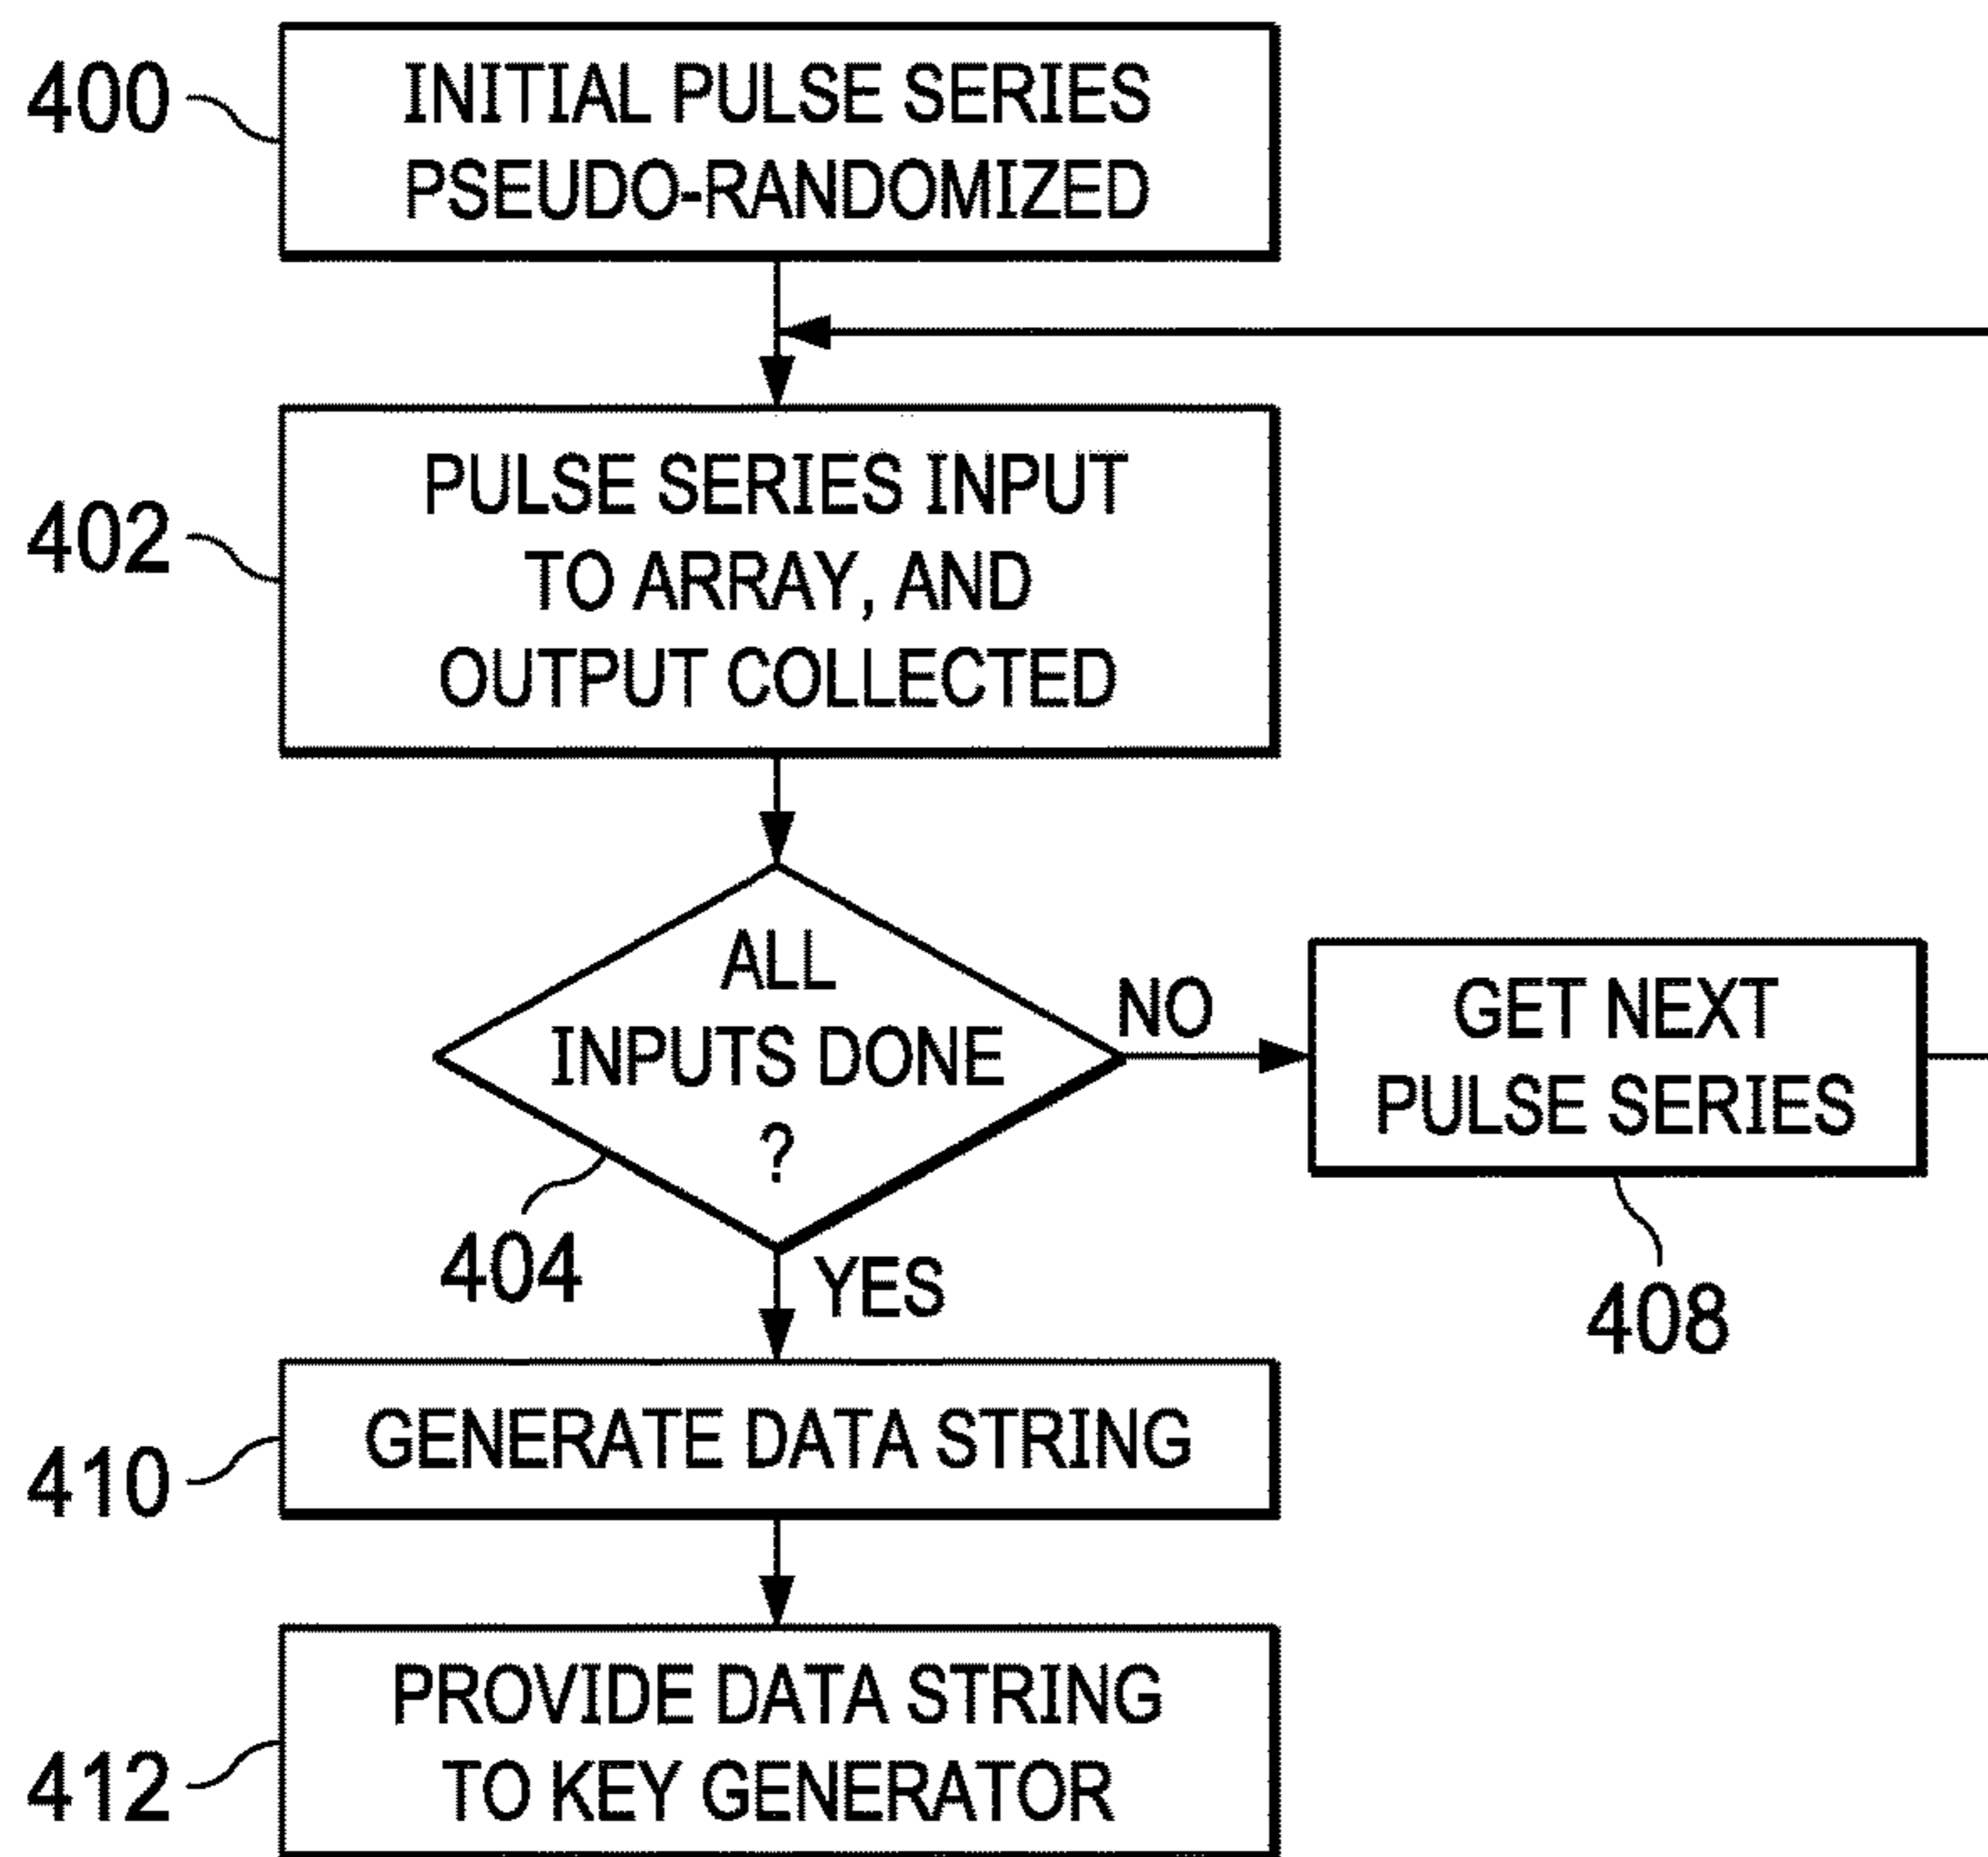 400
INITIAL PULSE SERIES
PSEUDO-RANDOMIZED
402
PULSE SERIES INPUT
TO ARRAY, AND
OUTPUT COLLECTED
ALL
INPUTS DONE
?
404
NO
GET NEXT
PULSE SERIES
408
YES
410
GENERATE DATA STRING
412
PROVIDE DATA STRING
TO KEY GENERATOR